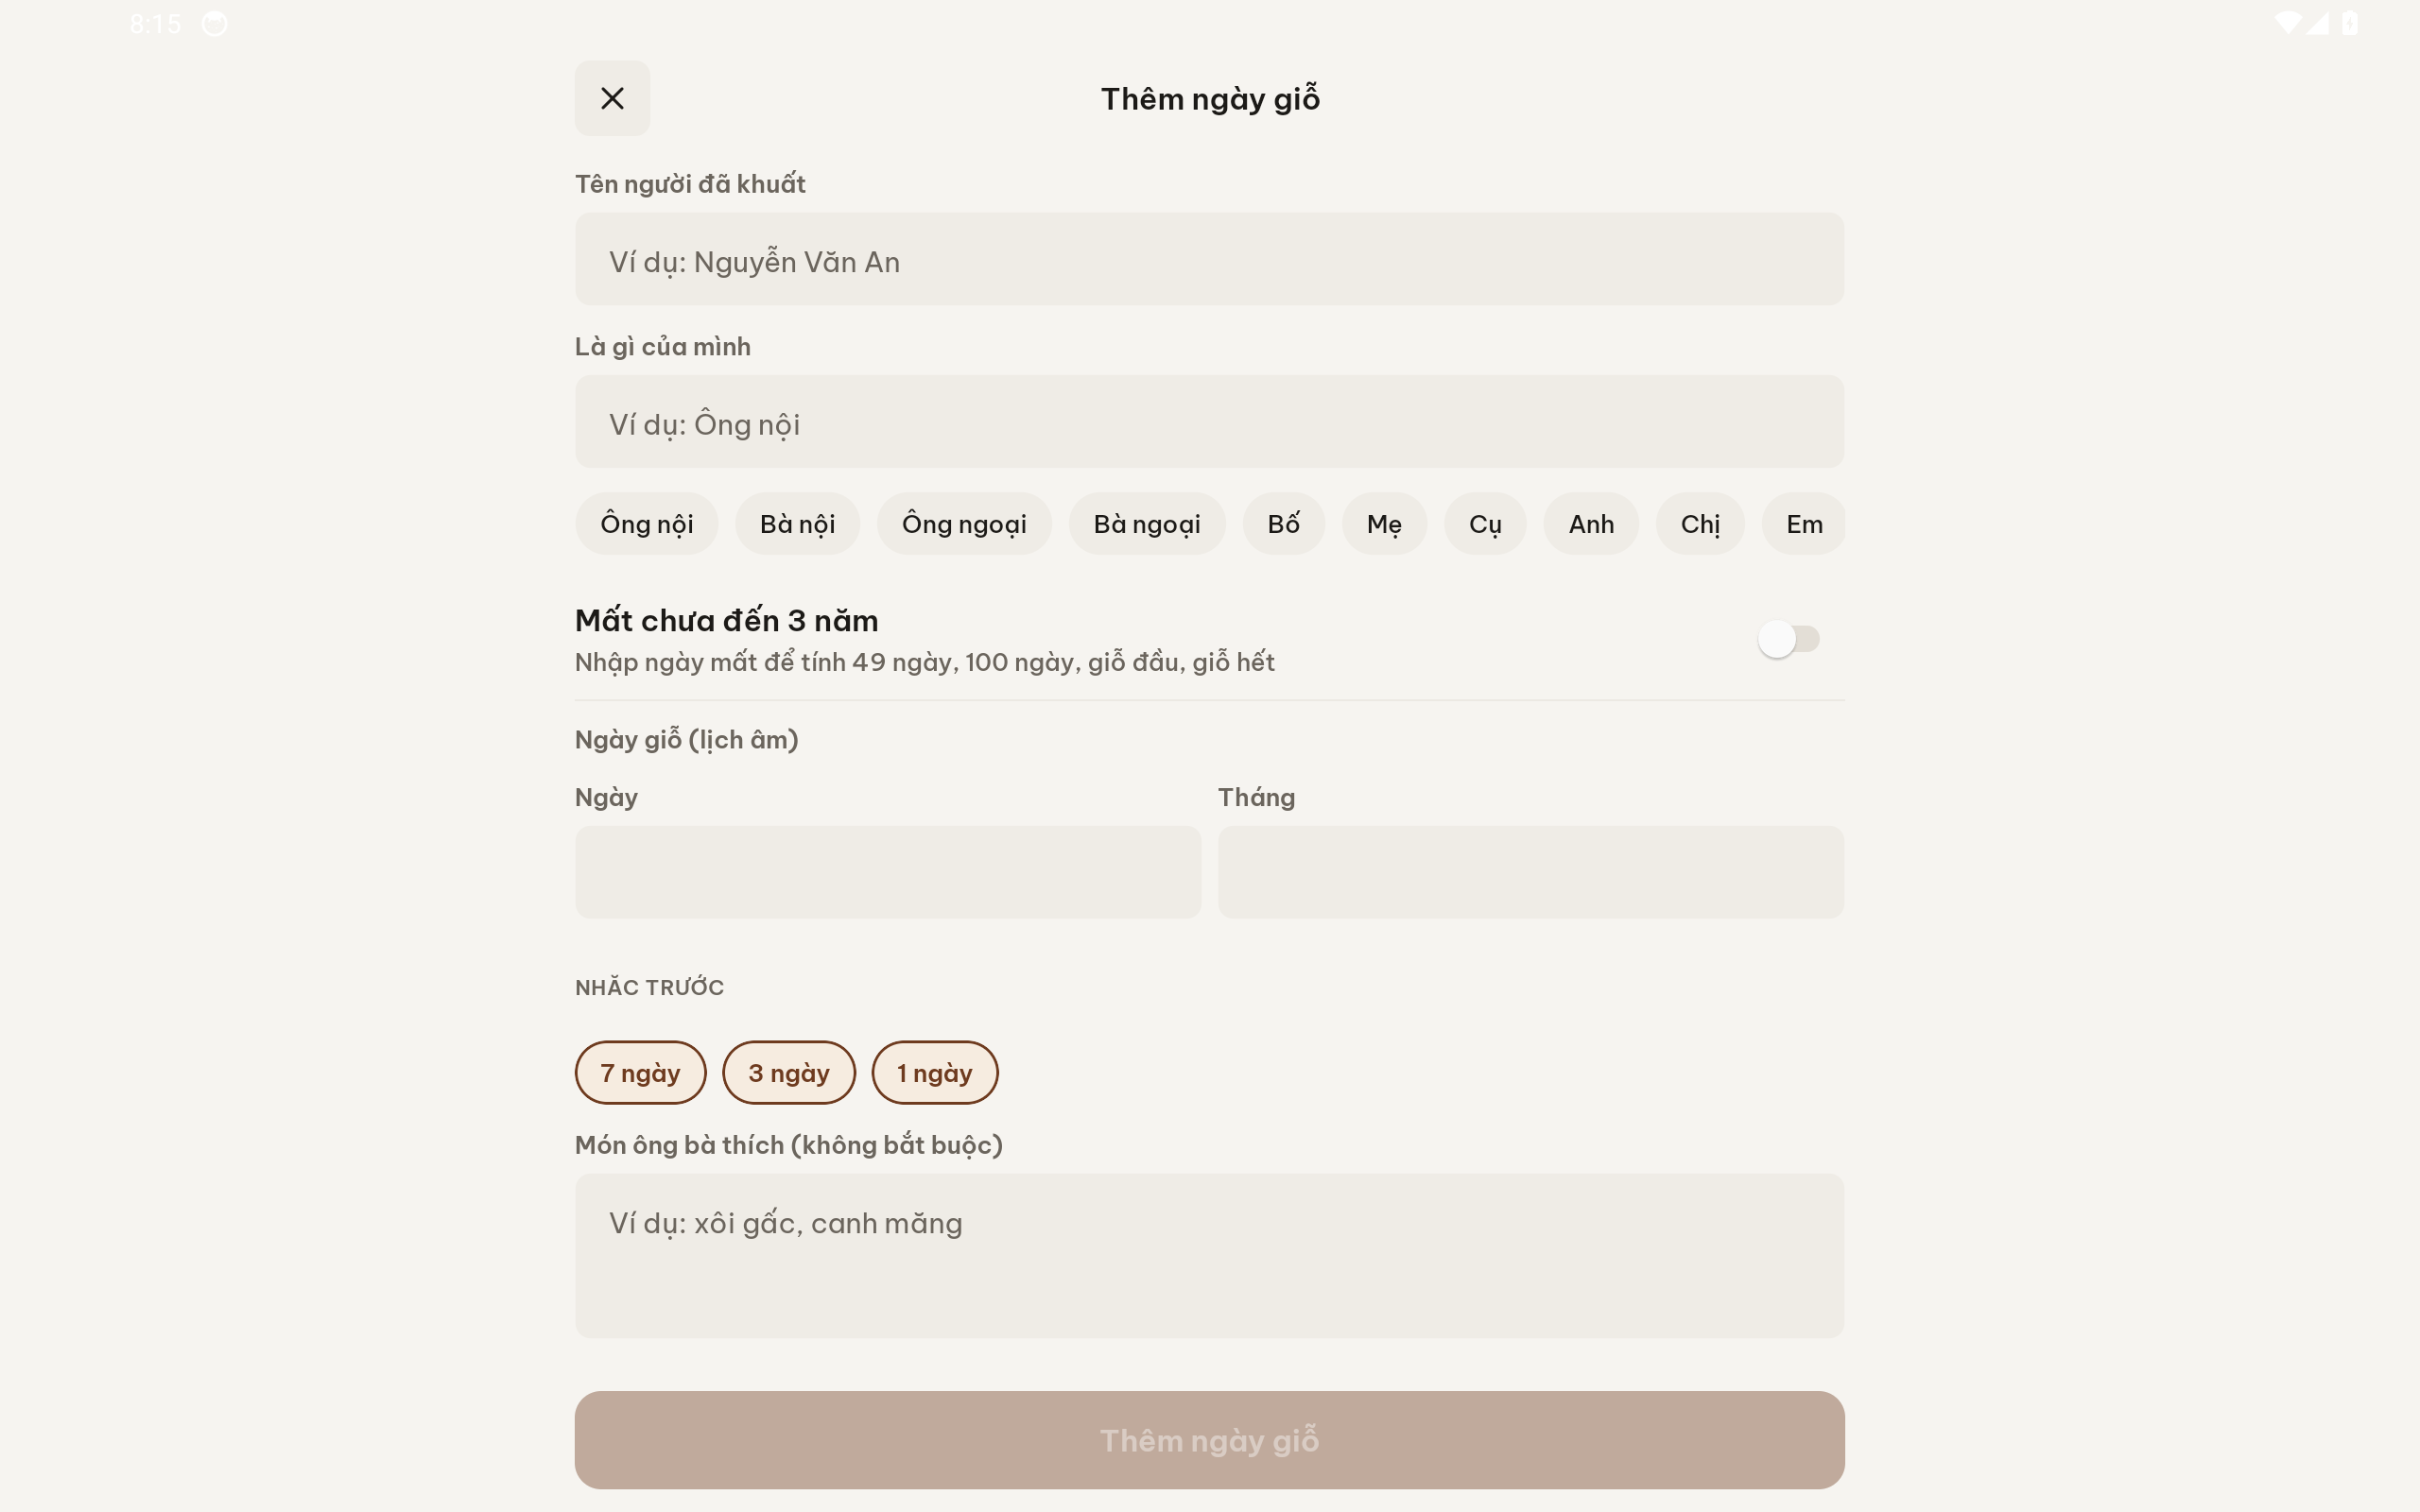 8:15
Thêm ngày giỗ
Tên người đã khuất
Ví dụ: Nguyễn Văn An
Là gì của mình
Ví dụ: Ông nội
Ông nội Bà nội Ông ngoại Bà ngoại Bố Mẹ Cụ Anh Chị Em
Mất chưa đến 3 năm
Nhập ngày mất để tính 49 ngày, 100 ngày, giỗ đầu, giỗ hết
Ngày giỗ (lịch âm)
Ngày Tháng
NHẮC TRƯỚC
7 ngày 3 ngày 1 ngày
Món ông bà thích (không bắt buộc)
Ví dụ: xôi gấc, canh măng
Thêm ngày giỗ